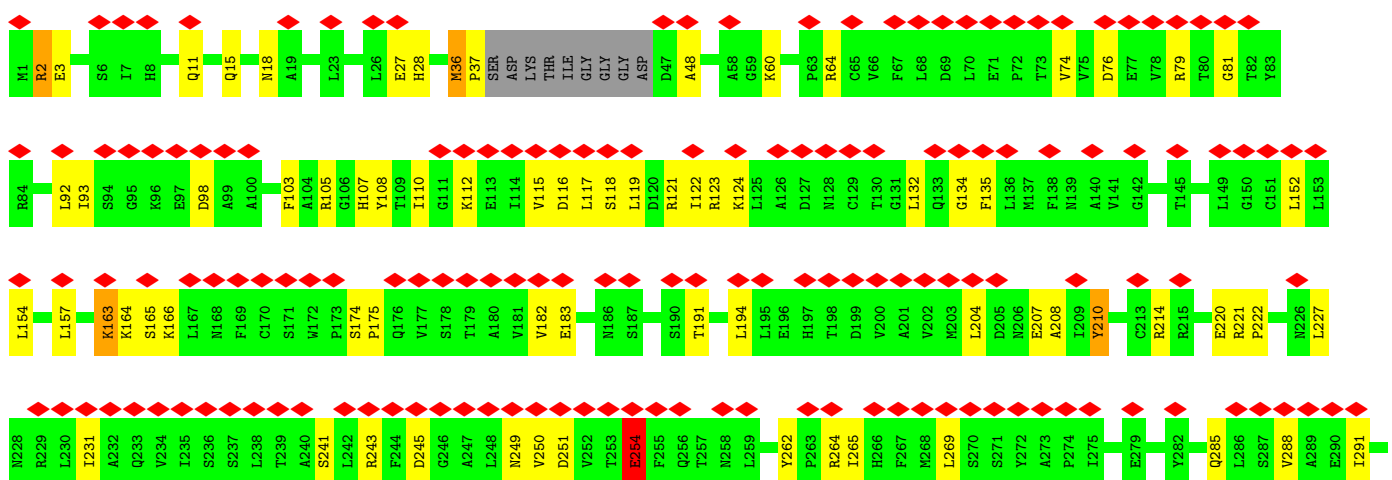 M1 R2 E3 S6 I7 H8 Q11 Q15 N18 A19 L23 L26 E27 H28 M36 P37 SER ASP LYS THR ILE GLY GLY GLY ASP D47 A48 A58 G59 K60 P63 R64 C65 V66 F67 L68 D69 L70 E71 P72 T73 V74 V75 D76 E77 V78 R79 T80 G81 T82 Y83
R84 L92 I93 S94 G95 K96 E97 D98 A99 A100 F103 A104 R105 G106 H107 Y108 T109 I110 G111 K112 E113 I114 V115 D116 L117 S118 L119 D120 R121 I122 R123 K124 L125 A126 D127 N128 C129 T130 G131 L132 Q133 G134 F135 L136 M137 F138 N139 A140 V141 G142 T145 L149 G150 C151 L152 L153
L154 L157 K163 K164 S165 K166 L167 N168 F169 C170 S171 W172 P173 S174 P175 Q176 V177 S178 T179 A180 V181 V182 E183 N186 S187 S190 T191 L194 L195 E196 H197 T198 D199 V200 A201 V202 M203 L204 D205 N206 E207 A208 I209 Y210 C213 R214 R215 E220 R221 P222 N226 L227
N228 R229 L230 I231 A232 Q233 V234 I235 S236 S237 L238 T239 A240 S241 L242 R243 F244 D245 G246 A247 L248 N249 V250 D251 V252 T253 E254 F255 Q256 T257 N258 L259 Y262 P263 R264 I265 H266 F267 M268 L269 S270 S271 Y272 A273 P274 I275 E279 Y282 Q285 L286 S287 V288 A289 E290 I291